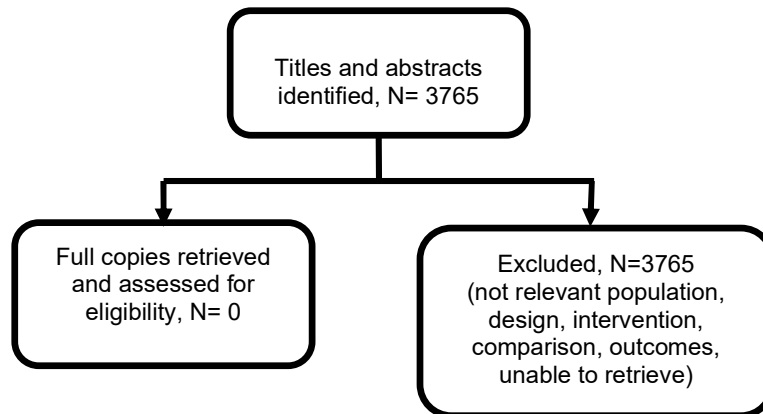 Titles and abstracts
identified, N= 3765
Full copies retrieved
and assessed for
eligibility, N= 0
Excluded, N=3765
(not relevant population,
design, intervention,
comparison, outcomes,
unable to retrieve)